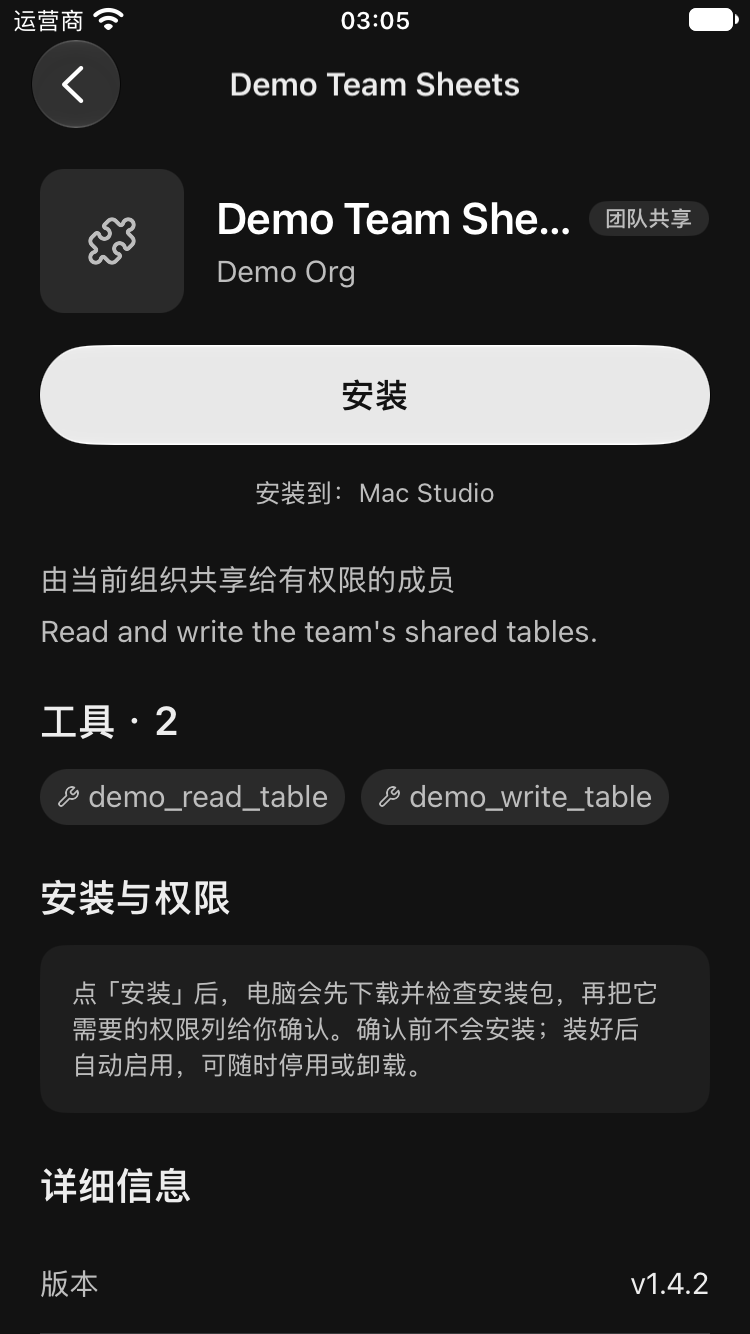 运营商
03:05
Demo Team Sheets
Demo Team She...
团队共享
Demo Org
安装
安装到：Mac Studio
由当前组织共享给有权限的成员
Read and write the team's shared tables.
工具 · 2
demo_read_table
demo_write_table
安装与权限
点「安装」后，电脑会先下载并检查安装包，再把它
需要的权限列给你确认。确认前不会安装；装好后
自动启用，可随时停用或卸载。
详细信息
版本
v1.4.2